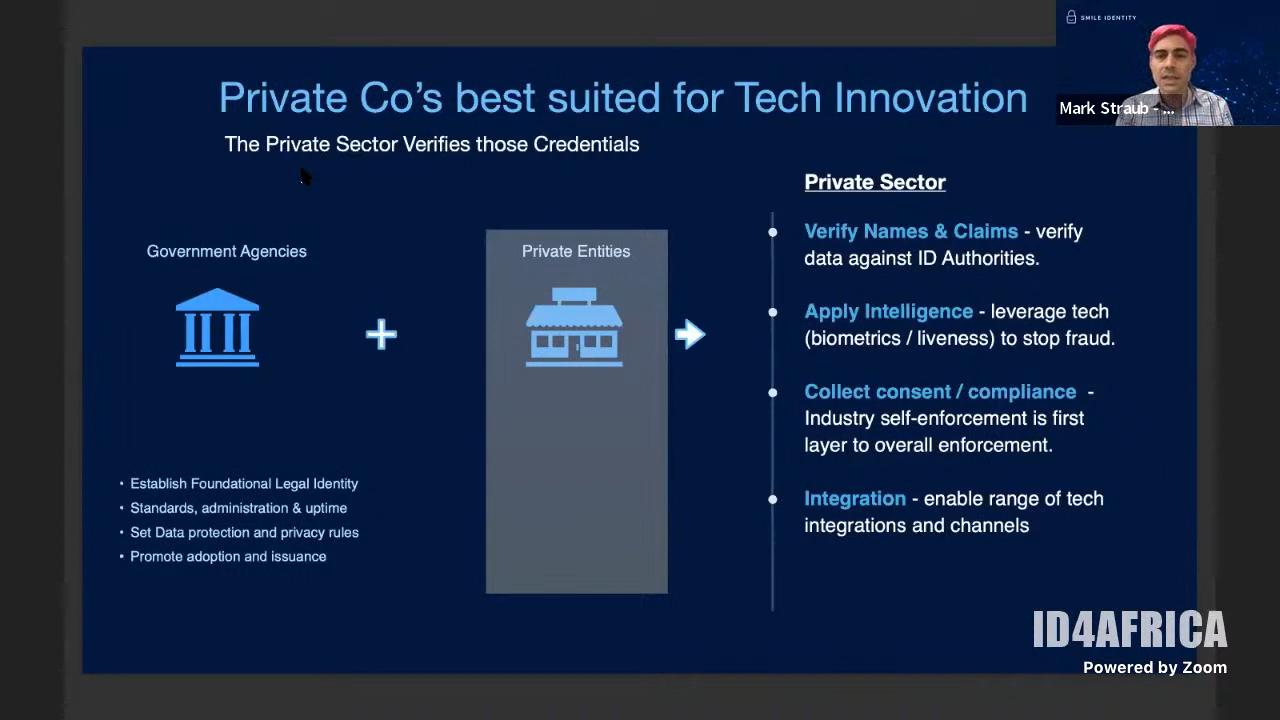 SMILE IDENTITY
Mark Straub - ...
Private Co's best suited for Tech Innovation
The Private Sector Verifies those Credentials
Government Agencies
• Establish Foundational Legal Identity
• Standards, administration & uptime
• Set Data protection and privacy rules
• Promote adoption and issuance
+
Private Entities
Private Sector
Verify Names & Claims - verify
data against ID Authorities.
Apply Intelligence - leverage tech
(biometrics / liveness) to stop fraud.
Collect consent / compliance -
Industry self-enforcement is first
layer to overall enforcement.
Integration - enable range of tech
integrations and channels
ID4AFRICA
Powered by Zoom